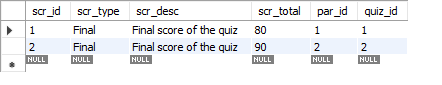 scr_id scr_type scr_desc scr_total par_id quiz_id
1 Final Final score of the quiz 80 1 1
2 Final Final score of the quiz 90 2 2
NULL NULL NULL NULL NULL NULL